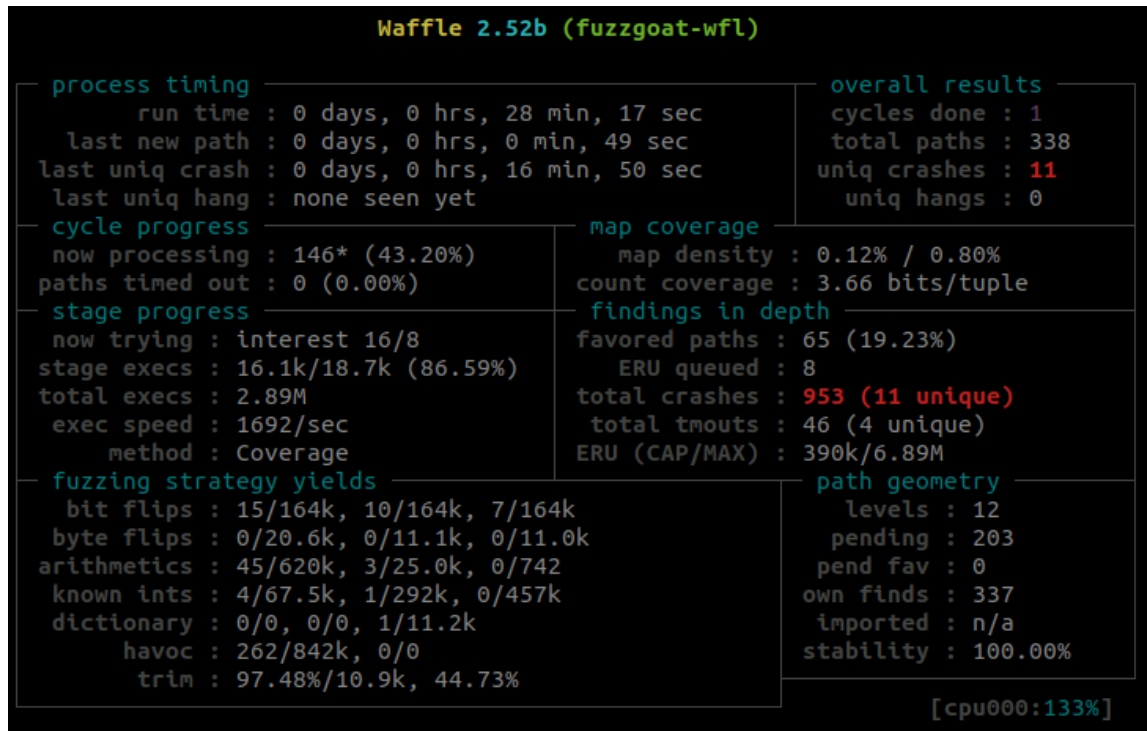 Waffle 2.52b (fuzzgoat-wfl)
process timing
run time : 0 days, 0 hrs, 28 min, 17 sec
last new path : 0 days, 0 hrs, 0 min, 49 sec
last uniq crash : 0 days, 0 hrs, 16 min, 50 sec
last uniq hang : none seen yet
overall results
cycles done : 1
total paths : 338
uniq crashes : 11
uniq hangs : 0
cycle progress
now processing : 146* (43.20%)
paths timed out : 0 (0.00%)
map coverage
map density : 0.12% / 0.80%
count coverage : 3.66 bits/tuple
stage progress
now trying : interest 16/8
stage execs : 16.1k/18.7k (86.59%)
total execs : 2.89M
exec speed : 1692/sec
method : Coverage
findings in depth
favored paths : 65 (19.23%)
ERU queued : 8
total crashes : 953 (11 unique)
total tmouts : 46 (4 unique)
ERU (CAP/MAX) : 390k/6.89M
fuzzing strategy yields
bit flips : 15/164k, 10/164k, 7/164k
byte flips : 0/20.6k, 0/11.1k, 0/11.0k
arithmetics : 45/620k, 3/25.0k, 0/742
known ints : 4/67.5k, 1/292k, 0/457k
dictionary : 0/0, 0/0, 1/11.2k
havoc : 262/842k, 0/0
trim : 97.48%/10.9k, 44.73%
path geometry
levels : 12
pending : 203
pend fav : 0
own finds : 337
imported : n/a
stability : 100.00%
[cpu000:133%]